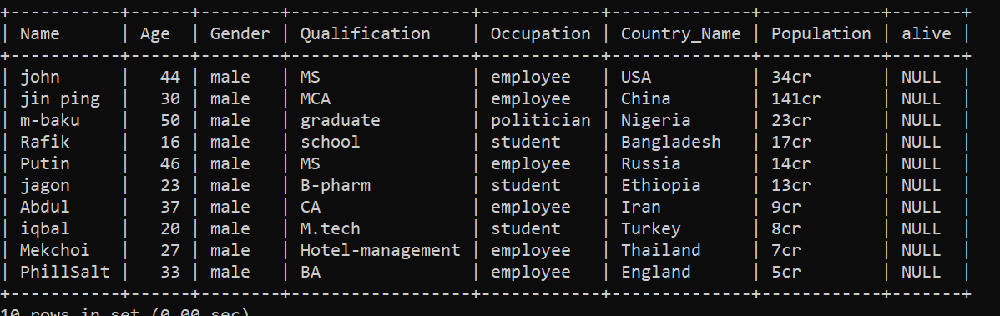 +-----------+------+--------+------------------+------------+--------------+------------+-------+
| Name      | Age  | Gender | Qualification    | Occupation | Country_Name | Population | alive |
+-----------+------+--------+------------------+------------+--------------+------------+-------+
| john      |   44 | male   | MS               | employee   | USA          | 34cr       | NULL  |
| jin ping  |   30 | male   | MCA              | employee   | China        | 141cr      | NULL  |
| m-baku    |   50 | male   | graduate         | politician | Nigeria      | 23cr       | NULL  |
| Rafik     |   16 | male   | school           | student    | Bangladesh   | 17cr       | NULL  |
| Putin     |   46 | male   | MS               | employee   | Russia       | 14cr       | NULL  |
| jagon     |   23 | male   | B-pharm          | student    | Ethiopia     | 13cr       | NULL  |
| Abdul     |   37 | male   | CA               | employee   | Iran         | 9cr        | NULL  |
| iqbal     |   20 | male   | M.tech           | student    | Turkey       | 8cr        | NULL  |
| Mekchoi   |   27 | male   | Hotel-management | employee   | Thailand     | 7cr        | NULL  |
| PhillSalt |   33 | male   | BA               | employee   | England      | 5cr        | NULL  |
+-----------+------+--------+------------------+------------+--------------+------------+-------+
10 rows in set (0.00 sec)